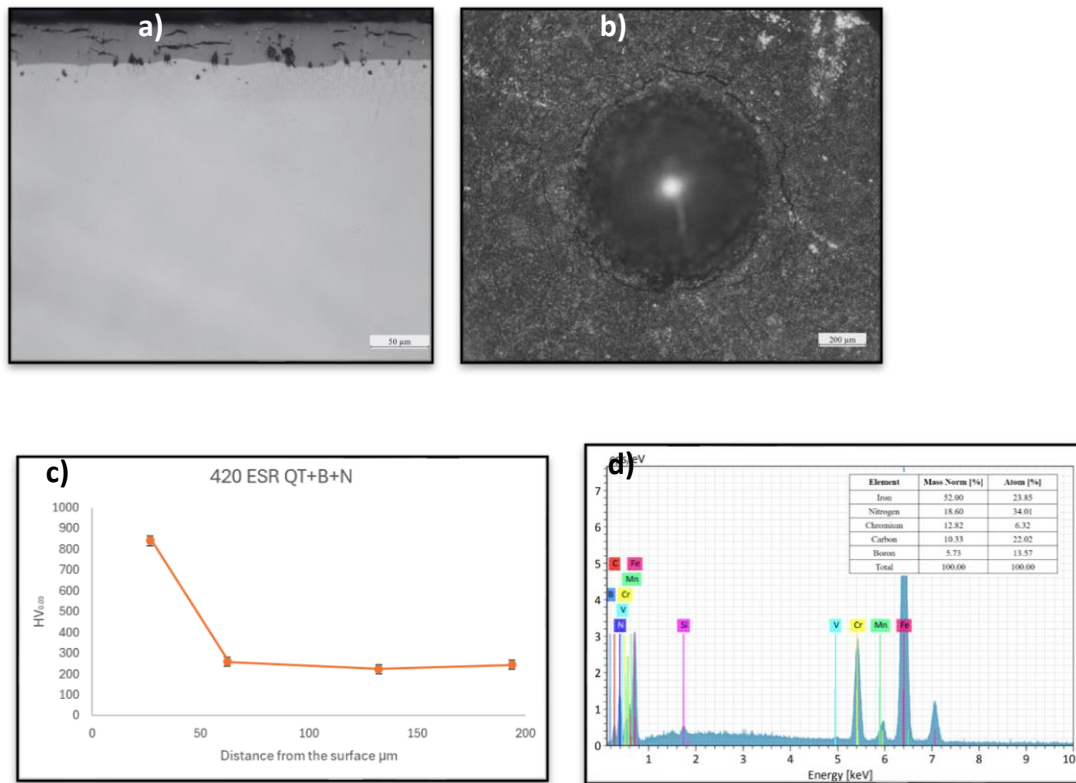 a)
50 µm
b)
200 µm
c)
420 ESR QT+B+N
1000
900
800
700
600
500
400
300
200
100
0
HV0.05
0 50 100 150 200
Distance from the surface µm
d)
7
6
5
4
3
2
1
0
Element Mass Norm [%] Atom [%]
Iron 52.00 23.85
Nitrogen 18.60 34.01
Chromium 12.82 6.32
Carbon 10.33 22.02
Boron 5.73 13.57
Total 100.00 100.00
C Fe
Mn
B Cr
V
N Si V Cr Mn Fe
1 2 3 4 5 6 7 8 9 10
Energy [keV]